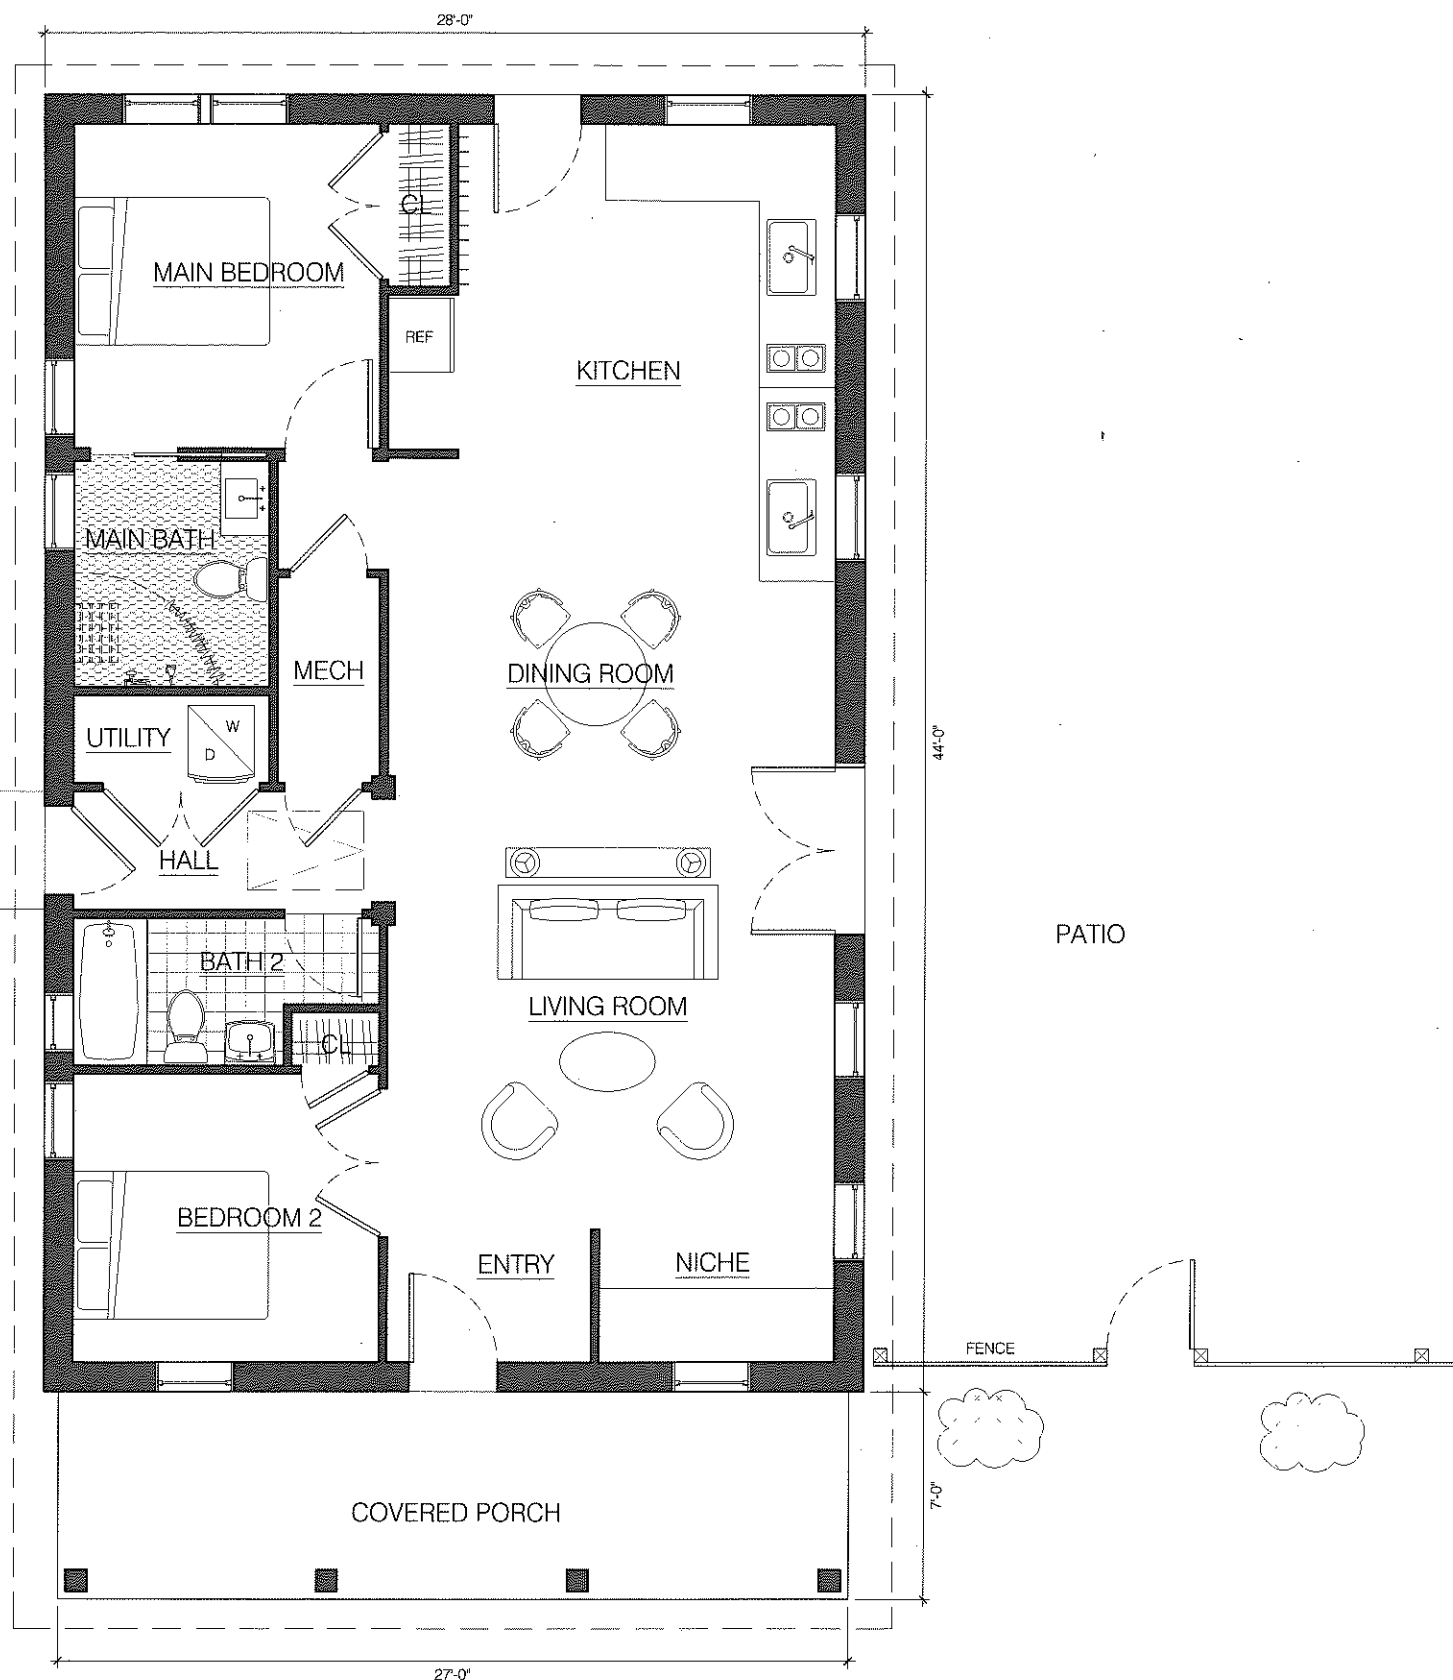 28'-0"
CL
MAIN BEDROOM
REF
KITCHEN
MAIN BATH
MECH
DINING ROOM
UTILITY
W
D
44'-0"
HALL
PATIO
BATH 2
LIVING ROOM
CL
BEDROOM 2
ENTRY
NICHE
FENCE
7'-0"
COVERED PORCH
27'-0"